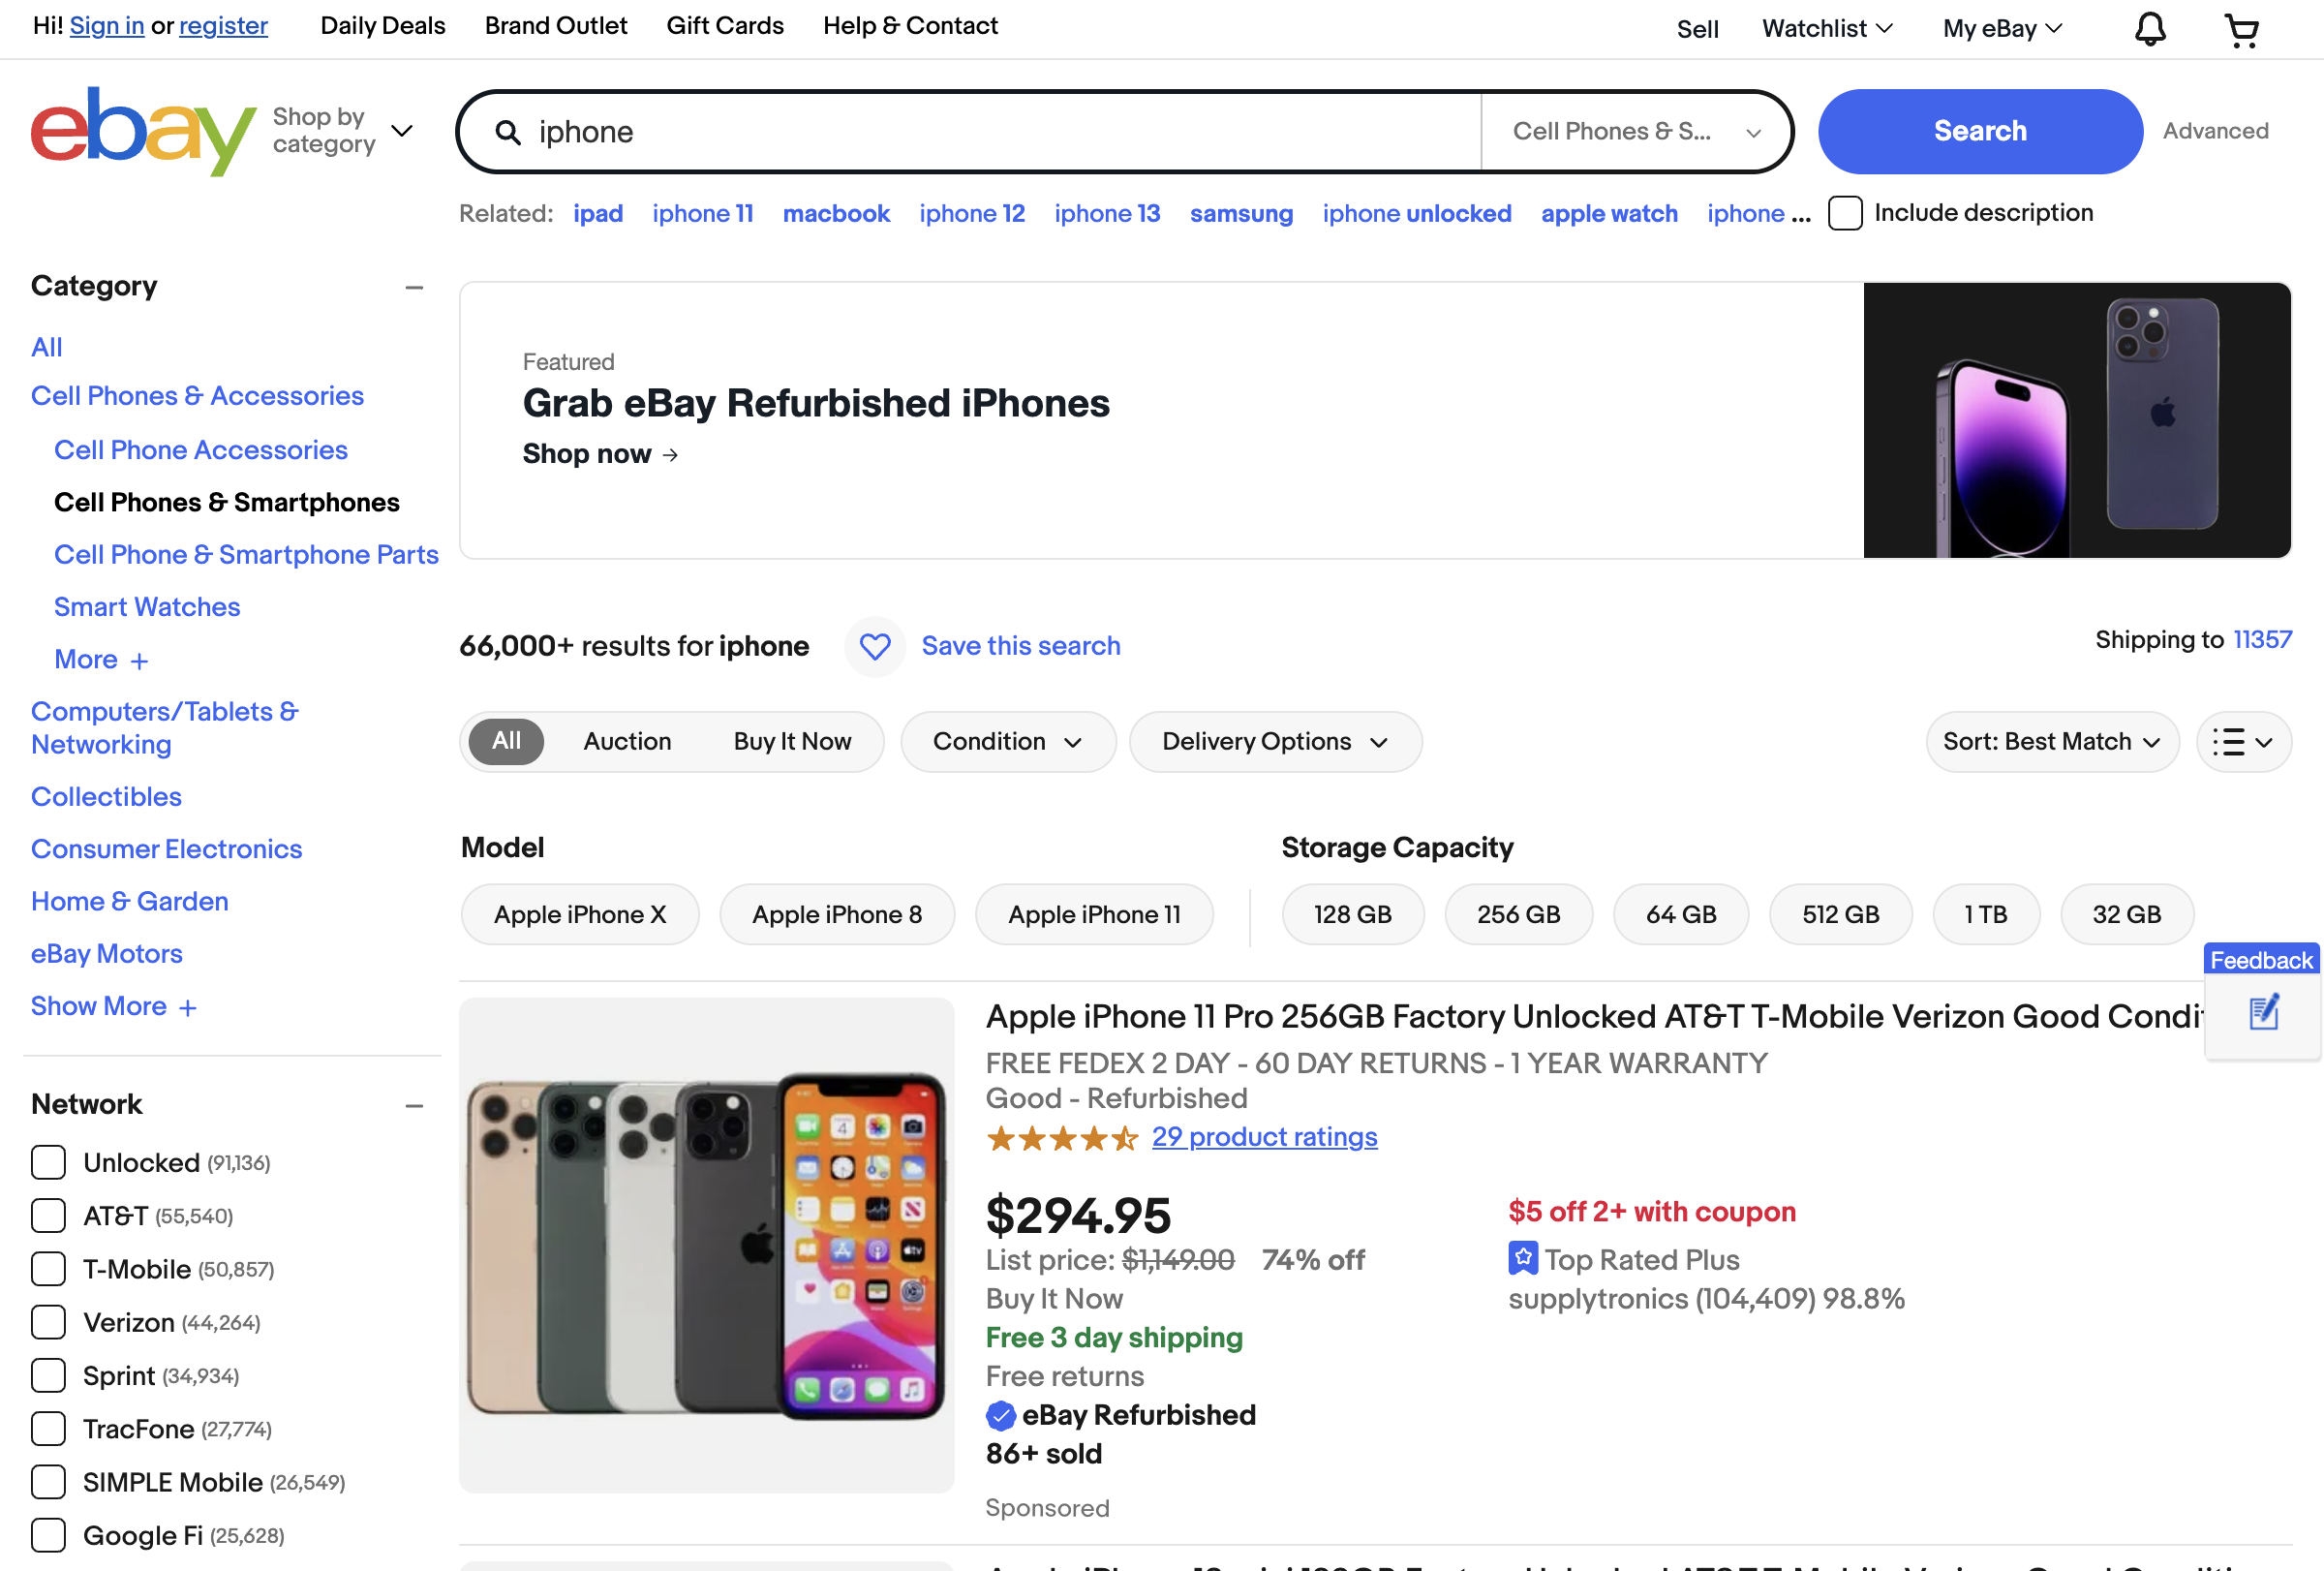 Hi! Sign in or register Daily Deals Brand Outlet Gift Cards Help & Contact Sell Watchlist My eBay
ebay
Shop by
category
iphone Cell Phones & S... Search Advanced
Related: ipad iphone 11 macbook iphone 12 iphone 13 samsung iphone unlocked apple watch iphone ... Include description
Category
All
Cell Phones & Accessories
Cell Phone Accessories
Cell Phones & Smartphones
Cell Phone & Smartphone Parts
Smart Watches
More +
Computers/Tablets &
Networking
Collectibles
Consumer Electronics
Home & Garden
eBay Motors
Show More +
Network
Unlocked (91,136)
AT&T (55,540)
T-Mobile (50,857)
Verizon (44,264)
Sprint (34,934)
TracFone (27,774)
SIMPLE Mobile (26,549)
Google Fi (25,628)
Featured
Grab eBay Refurbished iPhones
Shop now →
66,000+ results for iphone Save this search Shipping to 11357
All Auction Buy It Now Condition Delivery Options Sort: Best Match
Model Storage Capacity
Apple iPhone X Apple iPhone 8 Apple iPhone 11 128 GB 256 GB 64 GB 512 GB 1 TB 32 GB
Feedback
Apple iPhone 11 Pro 256GB Factory Unlocked AT&T T-Mobile Verizon Good Condi
FREE FEDEX 2 DAY - 60 DAY RETURNS - 1 YEAR WARRANTY
Good - Refurbished
29 product ratings
$294.95
List price: $1,149.00 74% off
Buy It Now
Free 3 day shipping
Free returns
eBay Refurbished
86+ sold
Sponsored
$5 off 2+ with coupon
Top Rated Plus
supplytronics (104,409) 98.8%